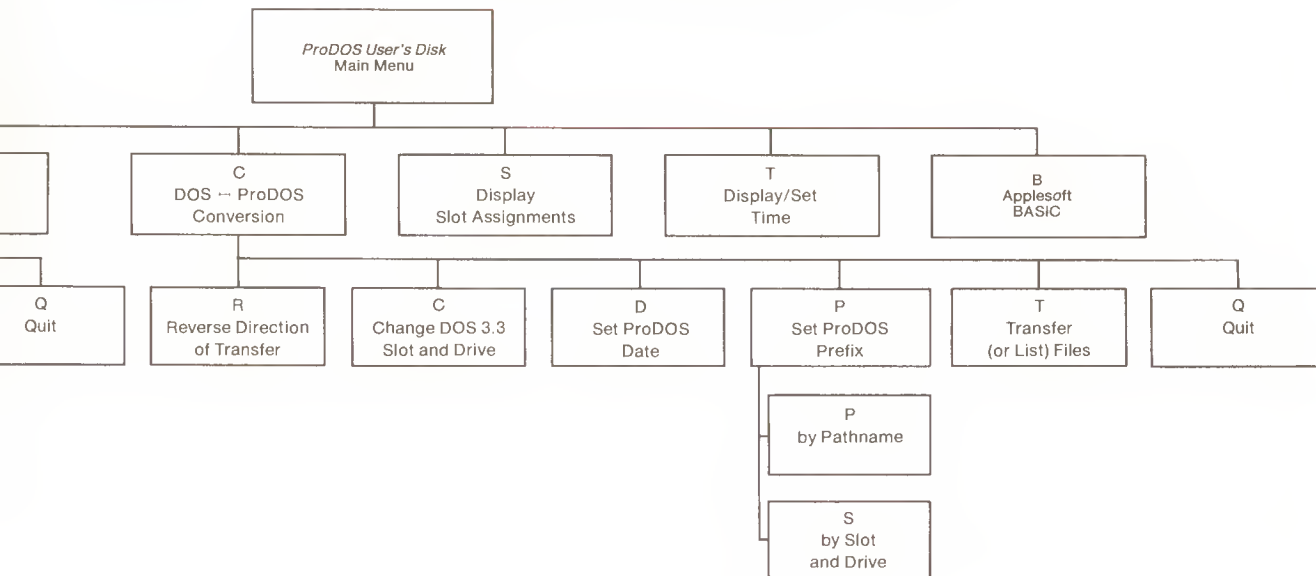 ProDOS User's Disk
Main Menu
C
DOS ↔ ProDOS
Conversion
S
Display
Slot Assignments
T
Display/Set
Time
B
Applesoft
BASIC
Q
Quit
R
Reverse Direction
of Transfer
C
Change DOS 3.3
Slot and Drive
D
Set ProDOS
Date
P
Set ProDOS
Prefix
T
Transfer
(or List) Files
Q
Quit
P
by Pathname
S
by Slot
and Drive